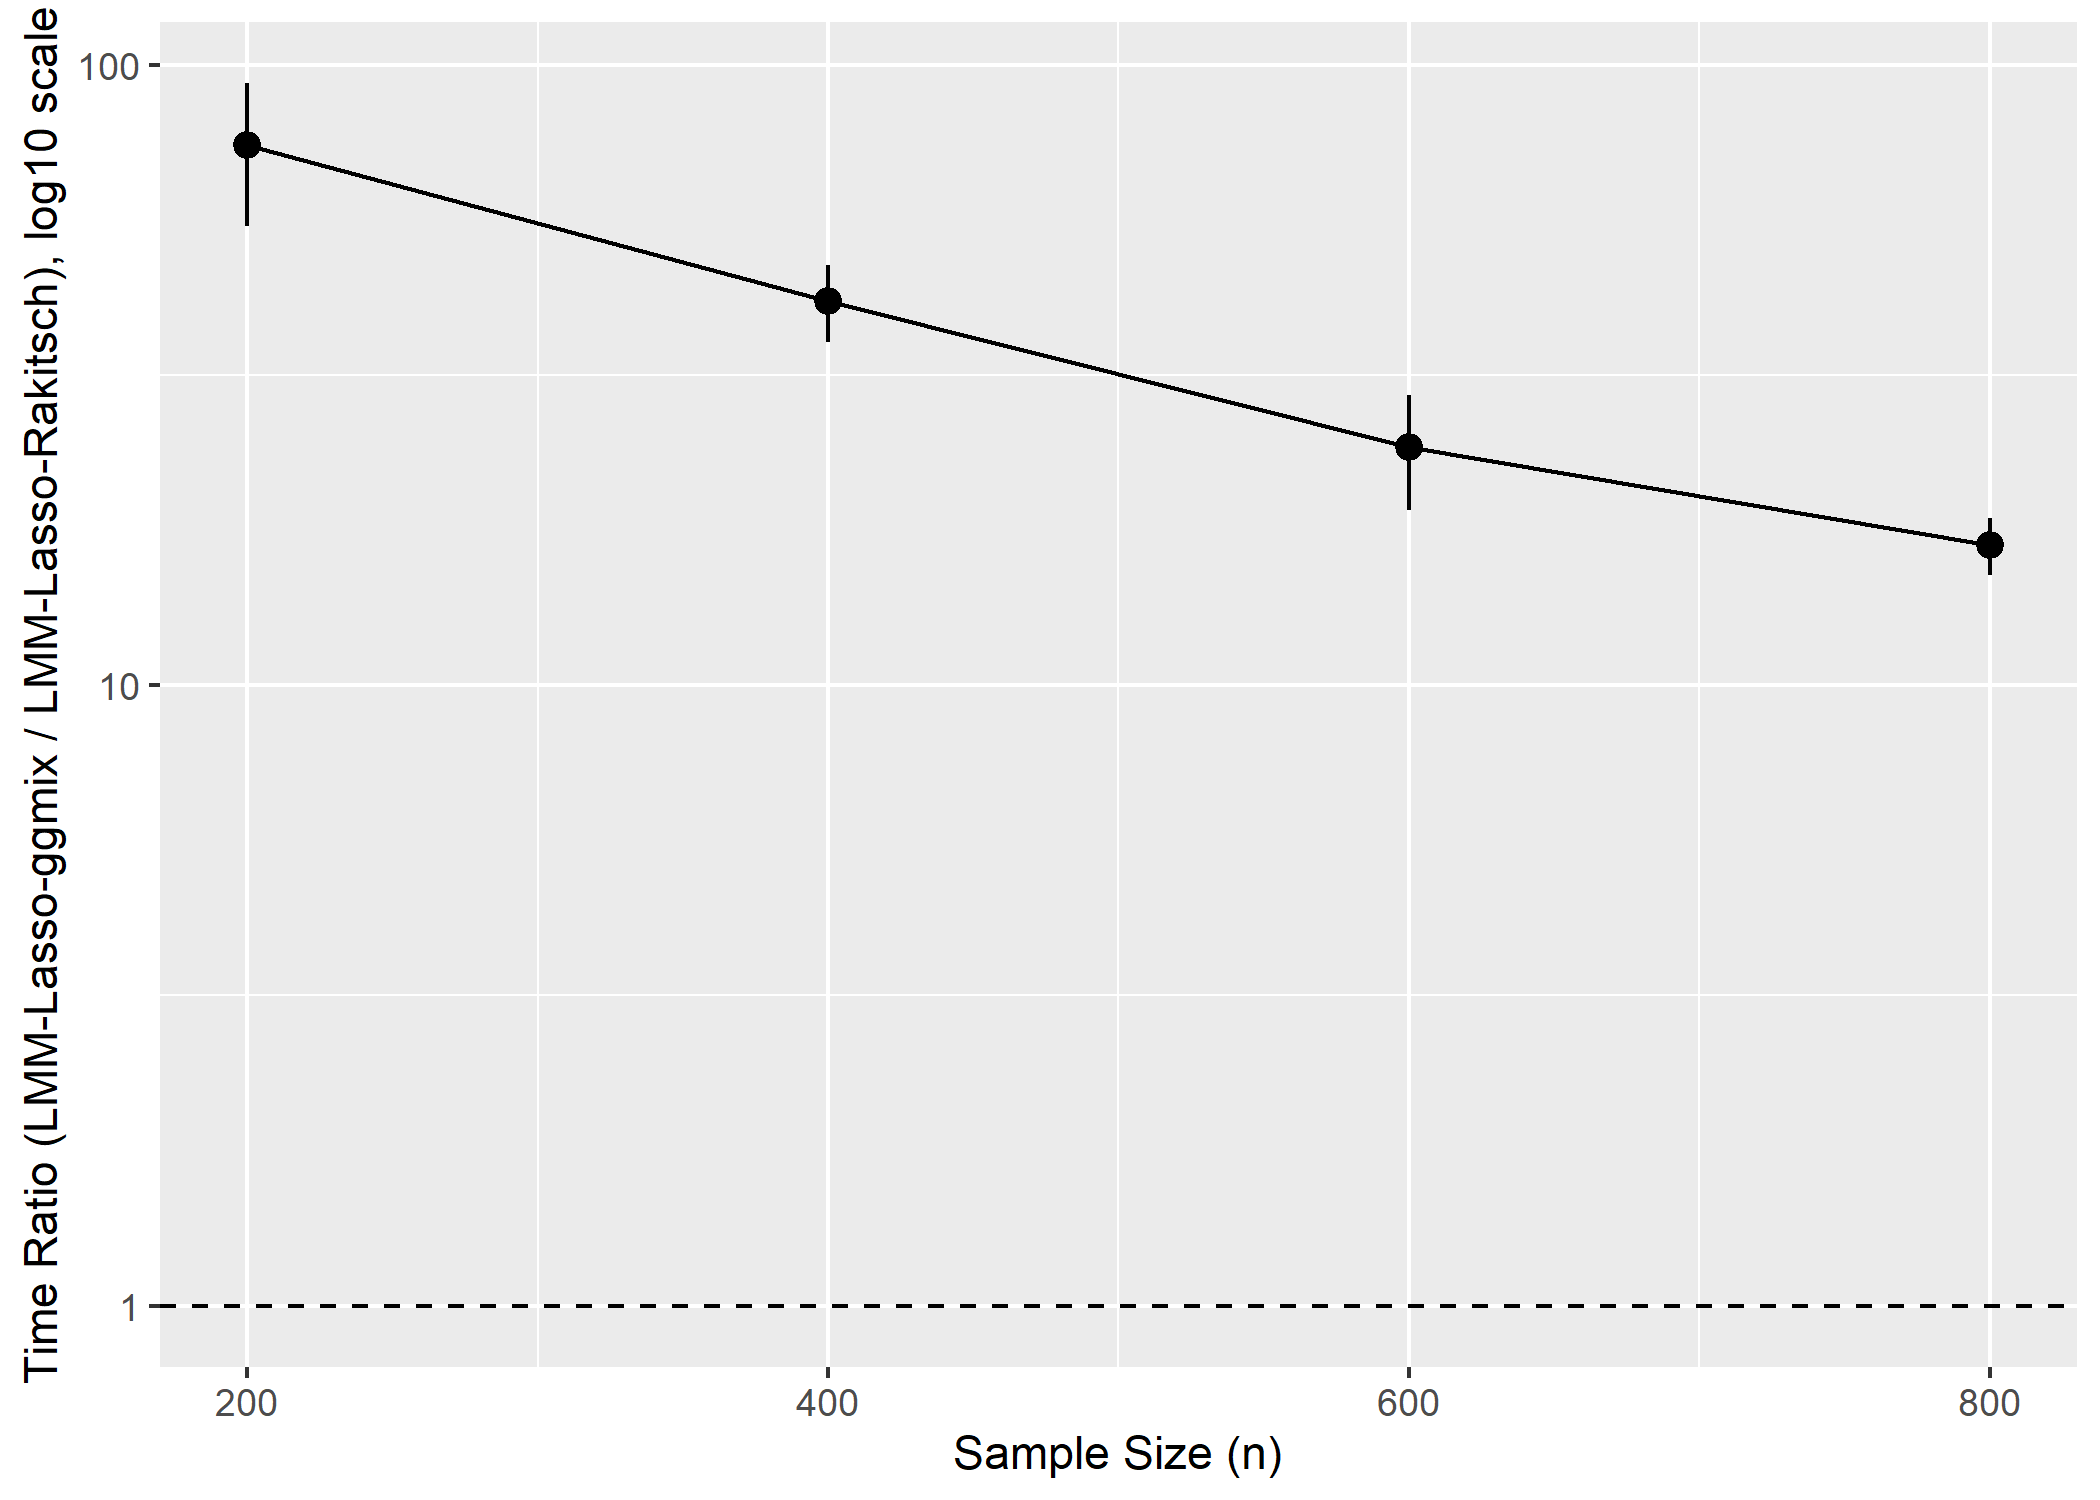 Time Ratio (LMM-Lasso-ggmix / LMM-Lasso-Rakitsch), log10 scale
100
10
1
200 400 600 800
Sample Size (n)